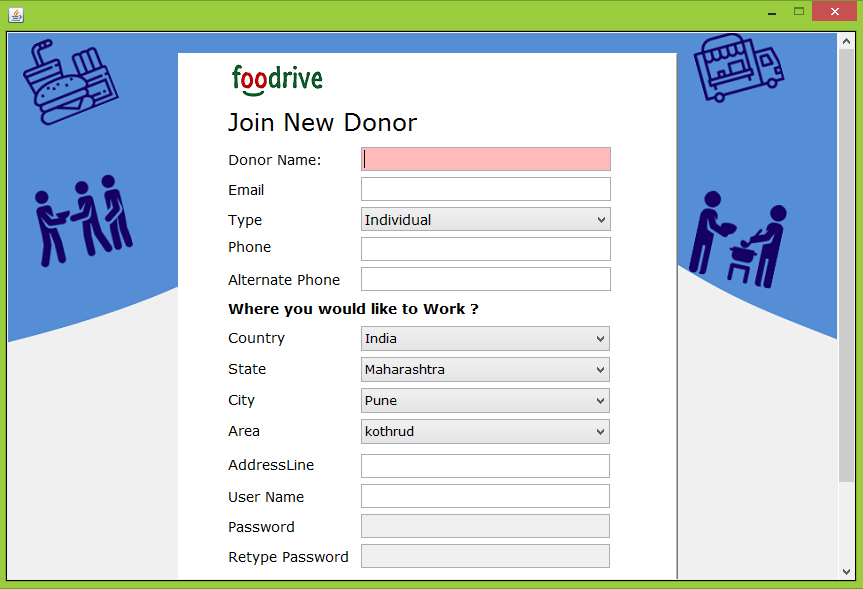 foodrive
Join New Donor
Donor Name:
Email
Type Individual
Phone
Alternate Phone
Where you would like to Work ?
Country India
State Maharashtra
City Pune
Area kothrud
AddressLine
User Name
Password
Retype Password